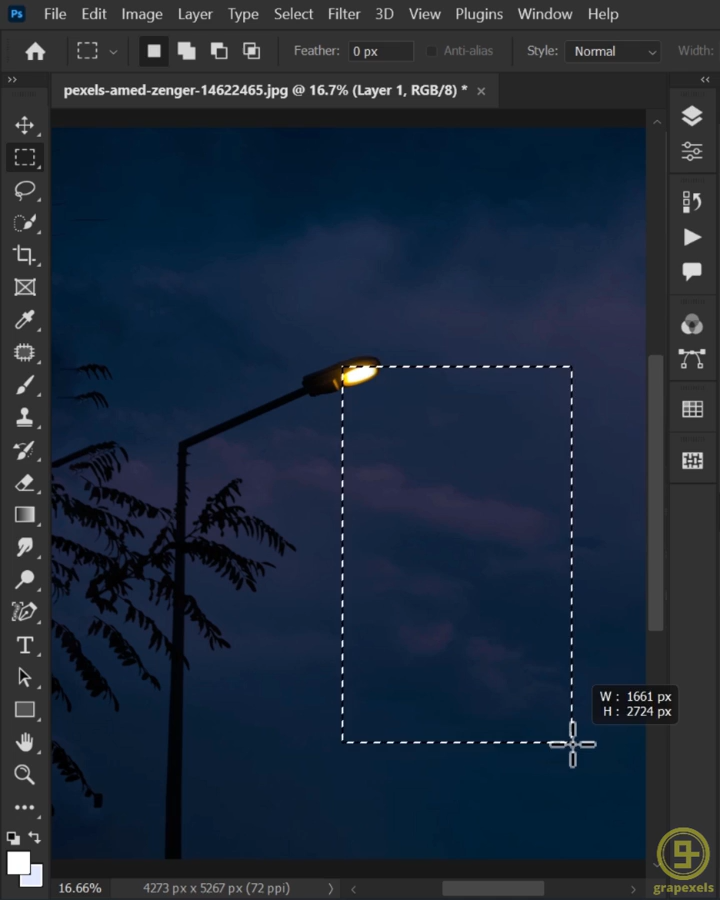 Ps File Edit Image Layer Type Select Filter 3D View Plugins Window Help
Feather: 0 px Anti-alias Style: Normal Width:
pexels-amed-zenger-14622465.jpg @ 16.7% (Layer 1, RGB/8) *
W : 1661 px
H : 2724 px
16.66% 4273 px x 5267 px (72 ppi)
grapexels